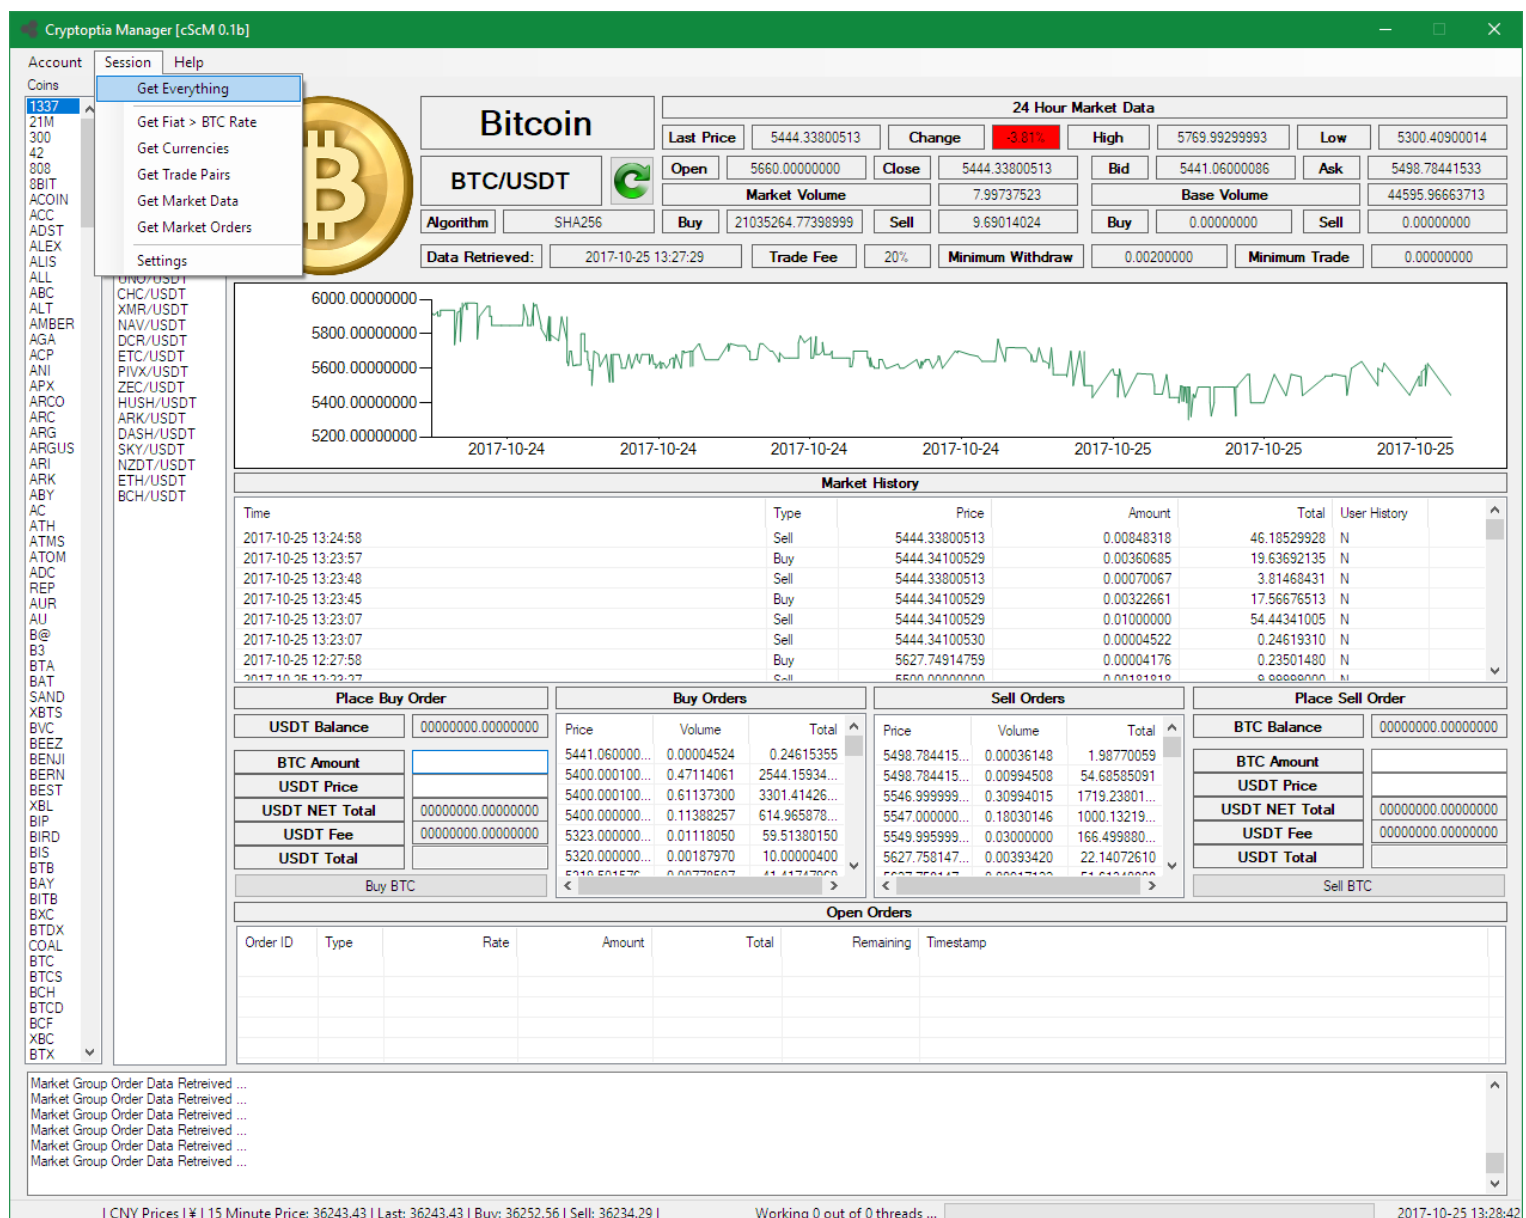 Cryptoptia Manager [cScM 0.1b]
Account Session Help
Get Everything
Get Fiat > BTC Rate
Get Currencies
Get Trade Pairs
Get Market Data
Get Market Orders
Settings
Coins
1337
21M
300
42
808
8BIT
ACOIN
ACC
ADST
ALEX
ALIS
ALL
ABC
ALT
AMBER
AGA
ACP
ANI
APX
ARCO
ARC
ARG
ARGUS
ARI
ARK
ABY
AC
ATH
ATMS
ATOM
ADC
REP
AUR
AU
B@
B3
BTA
BAT
SAND
XBTS
BVC
BEEZ
BENJI
BERN
BEST
XBL
BIP
BIRD
BIS
BTB
BAY
BITB
BXC
BTDX
COAL
BTC
BTCS
BCH
BTCD
BCF
XBC
BTX
UNO/USDT
CHC/USDT
XMR/USDT
NAV/USDT
DCR/USDT
ETC/USDT
PIVX/USDT
ZEC/USDT
HUSH/USDT
ARK/USDT
DASH/USDT
SKY/USDT
NZDT/USDT
ETH/USDT
BCH/USDT
Bitcoin
BTC/USDT
Algorithm SHA256
24 Hour Market Data
Last Price 5444.33800513 Change -3.81% High 5769.99299993 Low 5300.40900014
Open 5660.00000000 Close 5444.33800513 Bid 5441.06000086 Ask 5498.78441533
Market Volume 7.99737523 Base Volume 44595.96663713
Buy 21035264.77398999 Sell 9.69014024 Buy 0.00000000 Sell 0.00000000
Data Retrieved: 2017-10-25 13:27:29 Trade Fee 20% Minimum Withdraw 0.00200000 Minimum Trade 0.00000000
6000.00000000
5800.00000000
5600.00000000
5400.00000000
5200.00000000
2017-10-24 2017-10-24 2017-10-24 2017-10-24 2017-10-25 2017-10-25 2017-10-25
Market History
Time Type Price Amount Total User History
2017-10-25 13:24:58 Sell 5444.33800513 0.00848318 46.18529928 N
2017-10-25 13:23:57 Buy 5444.34100529 0.00360685 19.63692135 N
2017-10-25 13:23:48 Sell 5444.33800513 0.00070067 3.81468431 N
2017-10-25 13:23:45 Buy 5444.34100529 0.00322661 17.56676513 N
2017-10-25 13:23:07 Sell 5444.34100529 0.01000000 54.44341005 N
2017-10-25 13:23:07 Sell 5444.34100530 0.00004522 0.24619310 N
2017-10-25 12:27:58 Buy 5627.74914759 0.00004176 0.23501480 N
2017-10-25 12:23:27 Sell 5500.00000000 0.00181818 9.99999000 N
Place Buy Order
USDT Balance 00000000.00000000
BTC Amount
USDT Price
USDT NET Total 00000000.00000000
USDT Fee 00000000.00000000
USDT Total
Buy BTC
Buy Orders
Price Volume Total
5441.060000... 0.00004524 0.24615355
5400.000100... 0.47114061 2544.15934...
5400.000100... 0.61137300 3301.41426...
5400.000000... 0.11388257 614.965878...
5323.000000... 0.01118050 59.51380150
5320.000000... 0.00187970 10.00000400
Sell Orders
Price Volume Total
5498.784415... 0.00036148 1.98770059
5498.784415... 0.00994508 54.68585091
5546.999999... 0.30994015 1719.23801...
5547.000000... 0.18030146 1000.13219...
5549.995999... 0.03000000 166.499880...
5627.758147... 0.00393420 22.14072610
Place Sell Order
BTC Balance 00000000.00000000
BTC Amount
USDT Price
USDT NET Total 00000000.00000000
USDT Fee 00000000.00000000
USDT Total
Sell BTC
Open Orders
Order ID Type Rate Amount Total Remaining Timestamp
Market Group Order Data Retreived ...
Market Group Order Data Retreived ...
Market Group Order Data Retreived ...
Market Group Order Data Retreived ...
Market Group Order Data Retreived ...
Market Group Order Data Retreived ...
| CNY Prices | ¥ | 15 Minute Price: 36243.43 | Last: 36243.43 | Buy: 36252.56 | Sell: 36234.29 | Working 0 out of 0 threads ... 2017-10-25 13:28:42